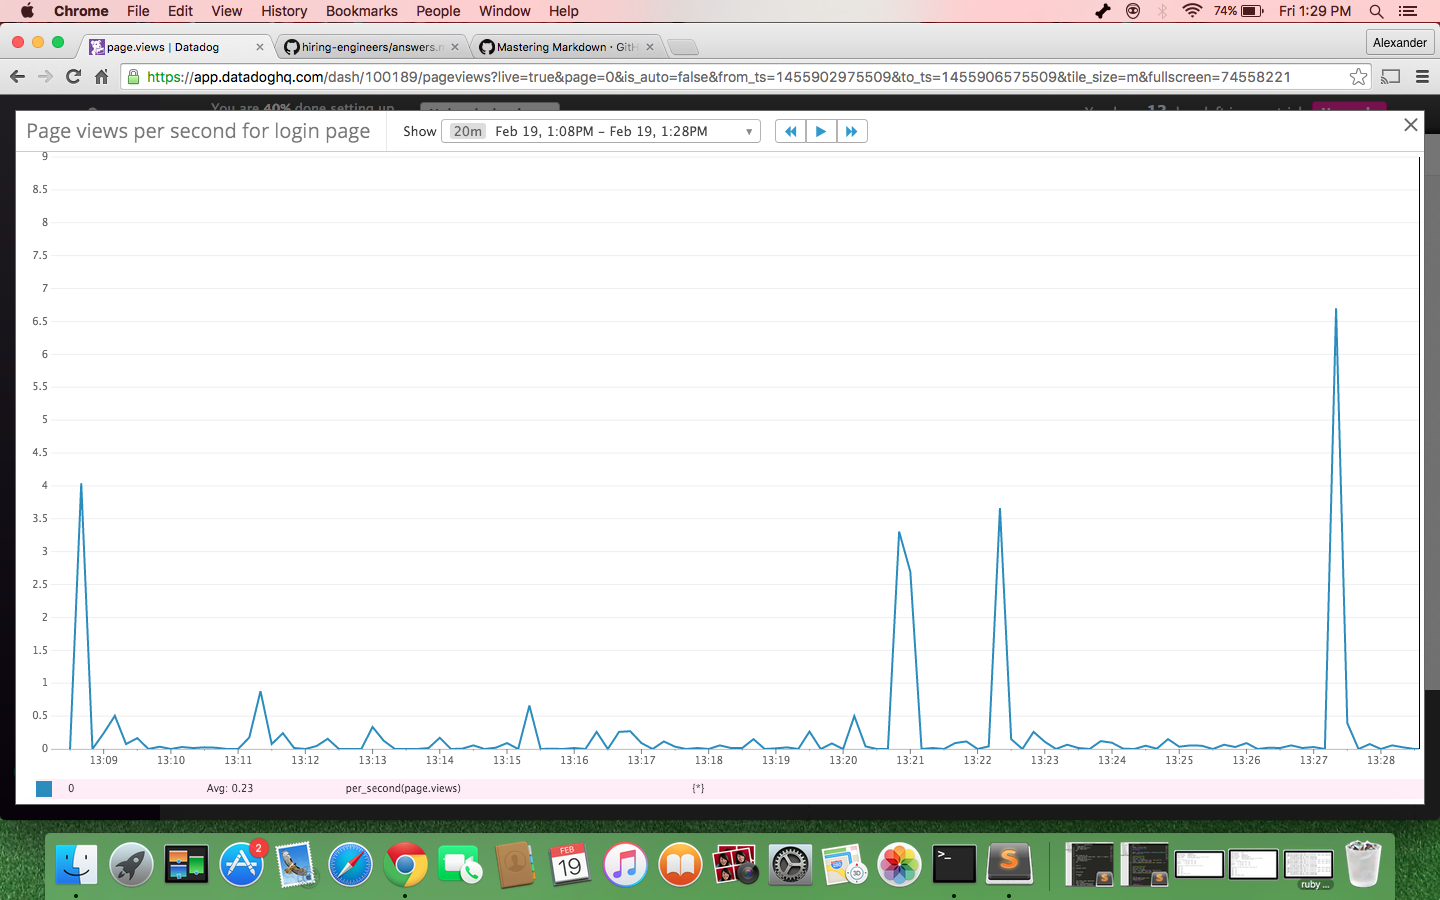 Chrome File Edit View History Bookmarks People Window Help 74% Fri 1:29 PM
page.views | Datadog hiring-engineers/answers.m Mastering Markdown · GitH Alexander
https://app.datadoghq.com/dash/100189/pageviews?live=true&page=0&is_auto=false&from_ts=1455902975509&to_ts=1455906575509&tile_size=m&fullscreen=74558221
You are 40% done setting up
Page views per second for login page Show 20m Feb 19, 1:08PM - Feb 19, 1:28PM
9
8.5
8
7.5
7
6.5
6
5.5
5
4.5
4
3.5
3
2.5
2
1.5
1
0.5
0
13:09 13:10 13:11 13:12 13:13 13:14 13:15 13:16 13:17 13:18 13:19 13:20 13:21 13:22 13:23 13:24 13:25 13:26 13:27 13:28
0 Avg: 0.23 per_second(page.views) {*}
2
FEB
19
3D
>_
ruby ...